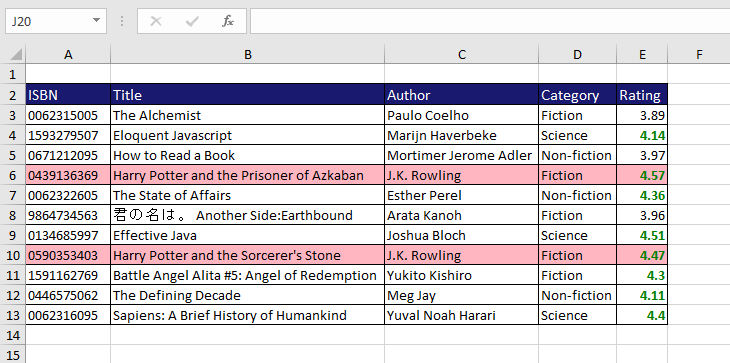 J20 fx
A B C D E F
1
2 ISBN Title Author Category Rating
3 0062315005 The Alchemist Paulo Coelho Fiction 3.89
4 1593279507 Eloquent Javascript Marijn Haverbeke Science 4.14
5 0671212095 How to Read a Book Mortimer Jerome Adler Non-fiction 3.97
6 0439136369 Harry Potter and the Prisoner of Azkaban J.K. Rowling Fiction 4.57
7 0062322605 The State of Affairs Esther Perel Non-fiction 4.36
8 9864734563 君の名は。 Another Side:Earthbound Arata Kanoh Fiction 3.96
9 0134685997 Effective Java Joshua Bloch Science 4.51
10 0590353403 Harry Potter and the Sorcerer's Stone J.K. Rowling Fiction 4.47
11 1591162769 Battle Angel Alita #5: Angel of Redemption Yukito Kishiro Fiction 4.3
12 0446575062 The Defining Decade Meg Jay Non-fiction 4.11
13 0062316095 Sapiens: A Brief History of Humankind Yuval Noah Harari Science 4.4
14
15